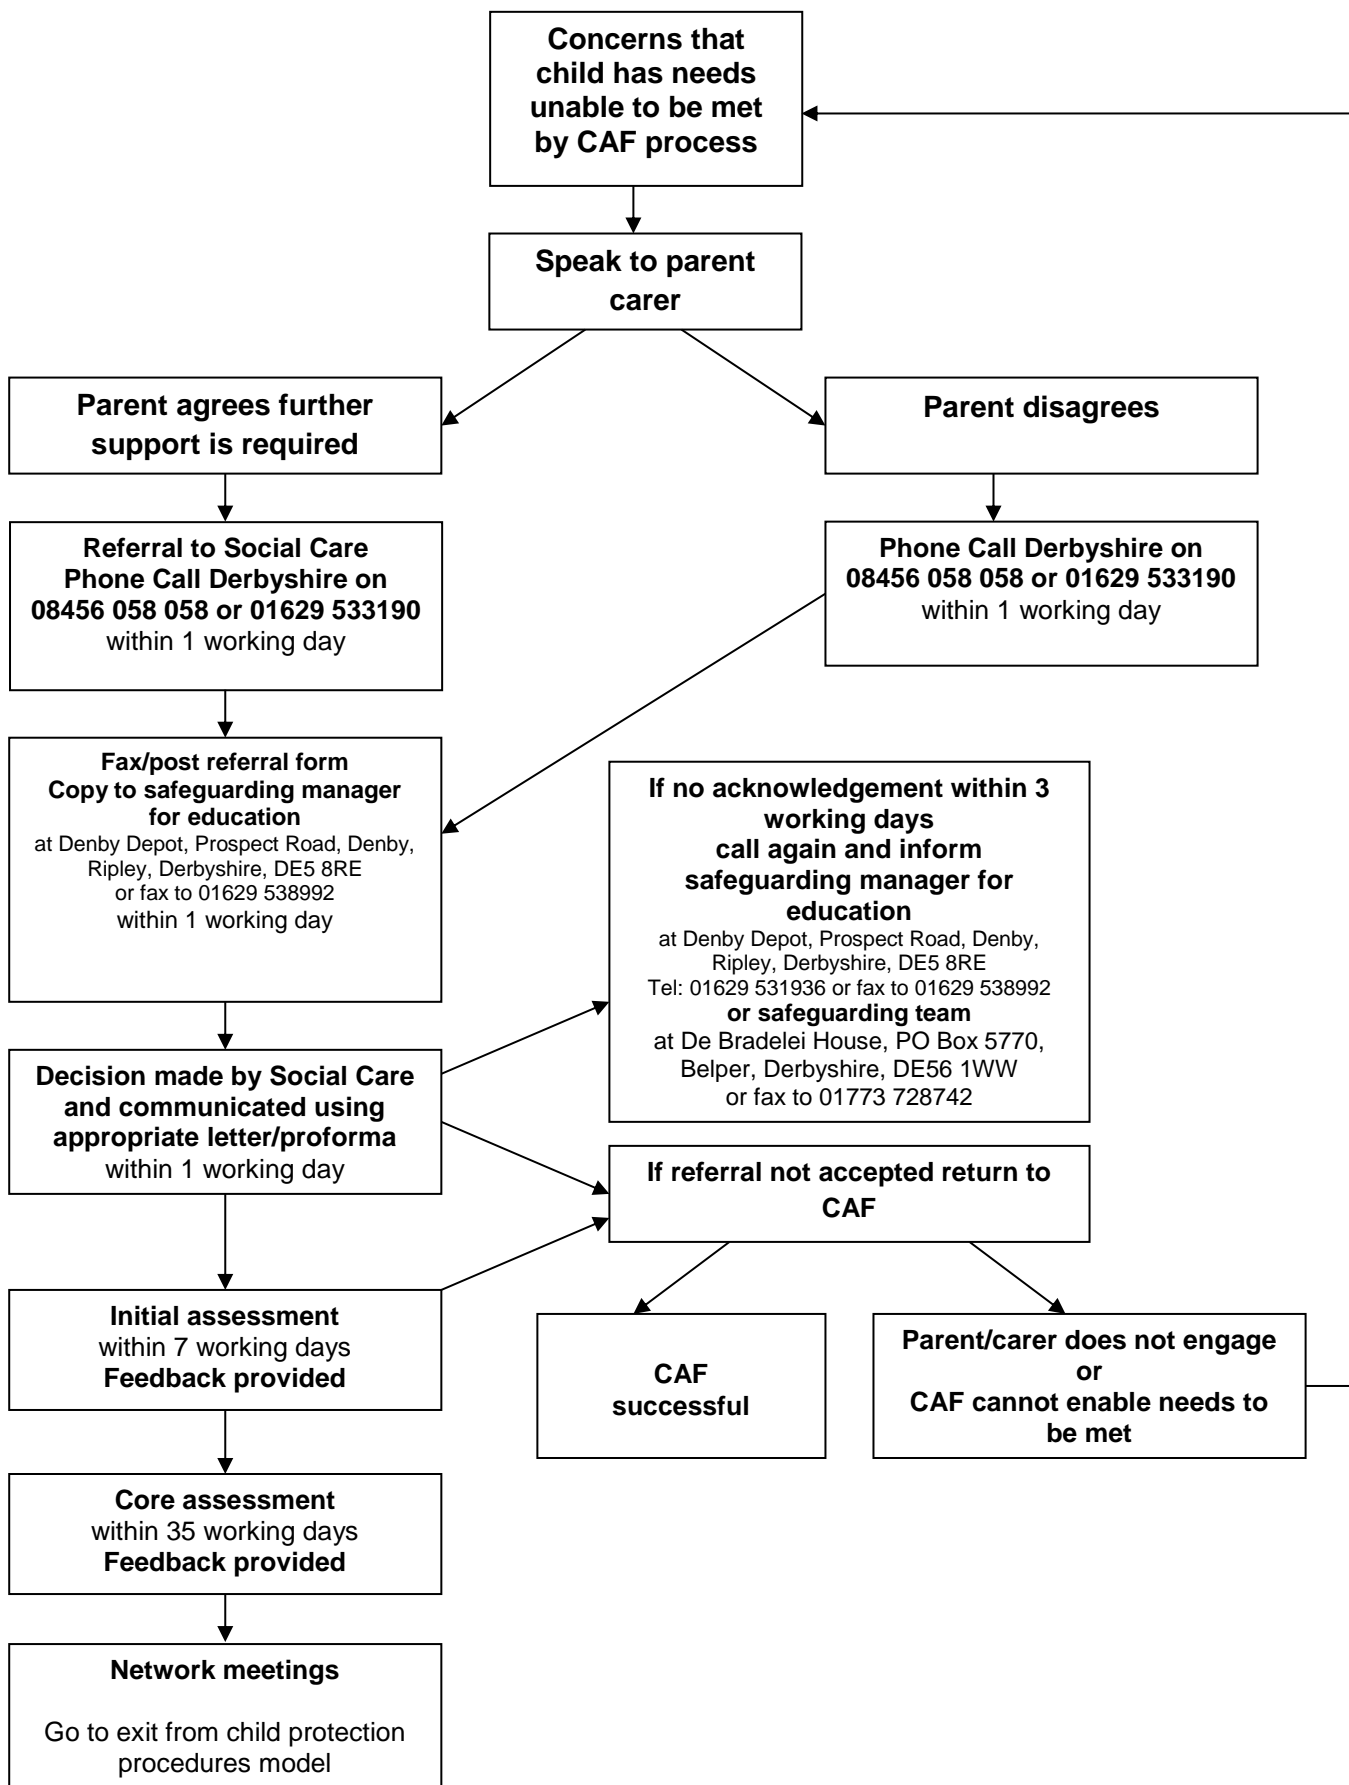 Concerns that
child has needs
unable to be met
by CAF process
Speak to parent
carer
Parent agrees further
support is required
Parent disagrees
Referral to Social Care
Phone Call Derbyshire on
08456 058 058 or 01629 533190
within 1 working day
Phone Call Derbyshire on
08456 058 058 or 01629 533190
within 1 working day
Fax/post referral form
Copy to safeguarding manager
for education
at Denby Depot, Prospect Road, Denby,
Ripley, Derbyshire, DE5 8RE
or fax to 01629 538992
within 1 working day
If no acknowledgement within 3
working days
call again and inform
safeguarding manager for
education
at Denby Depot, Prospect Road, Denby,
Ripley, Derbyshire, DE5 8RE
Tel: 01629 531936 or fax to 01629 538992
or safeguarding team
at De Bradelei House, PO Box 5770,
Belper, Derbyshire, DE56 1WW
or fax to 01773 728742
Decision made by Social Care
and communicated using
appropriate letter/proforma
within 1 working day
If referral not accepted return to
CAF
Initial assessment
within 7 working days
Feedback provided
CAF
successful
Parent/carer does not engage
or
CAF cannot enable needs to
be met
Core assessment
within 35 working days
Feedback provided
Network meetings
Go to exit from child protection
procedures model